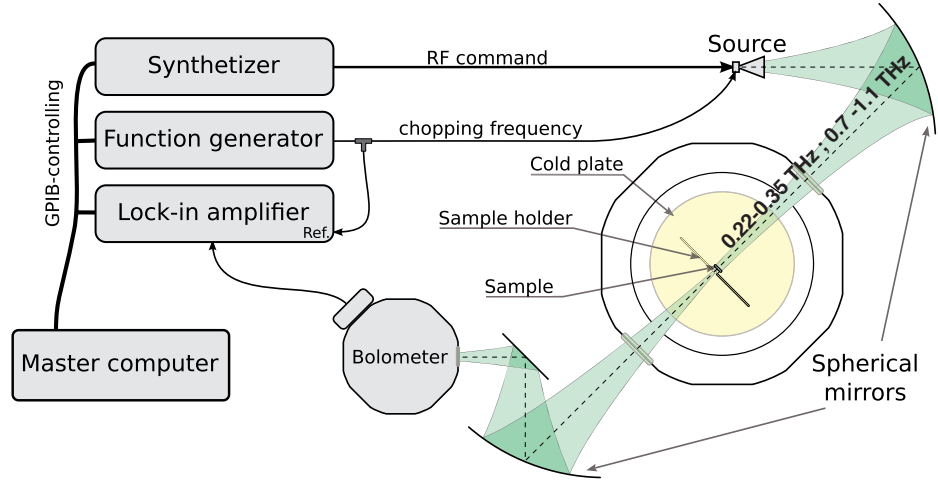 Synthetizer
Function generator
Lock-in amplifier
Ref.
GPIB-controlling
Master computer
RF command
chopping frequency
Source
0.22-0.35 THz ; 0.7 -1.1 THz
Cold plate
Sample holder
Sample
Bolometer
Spherical
mirrors